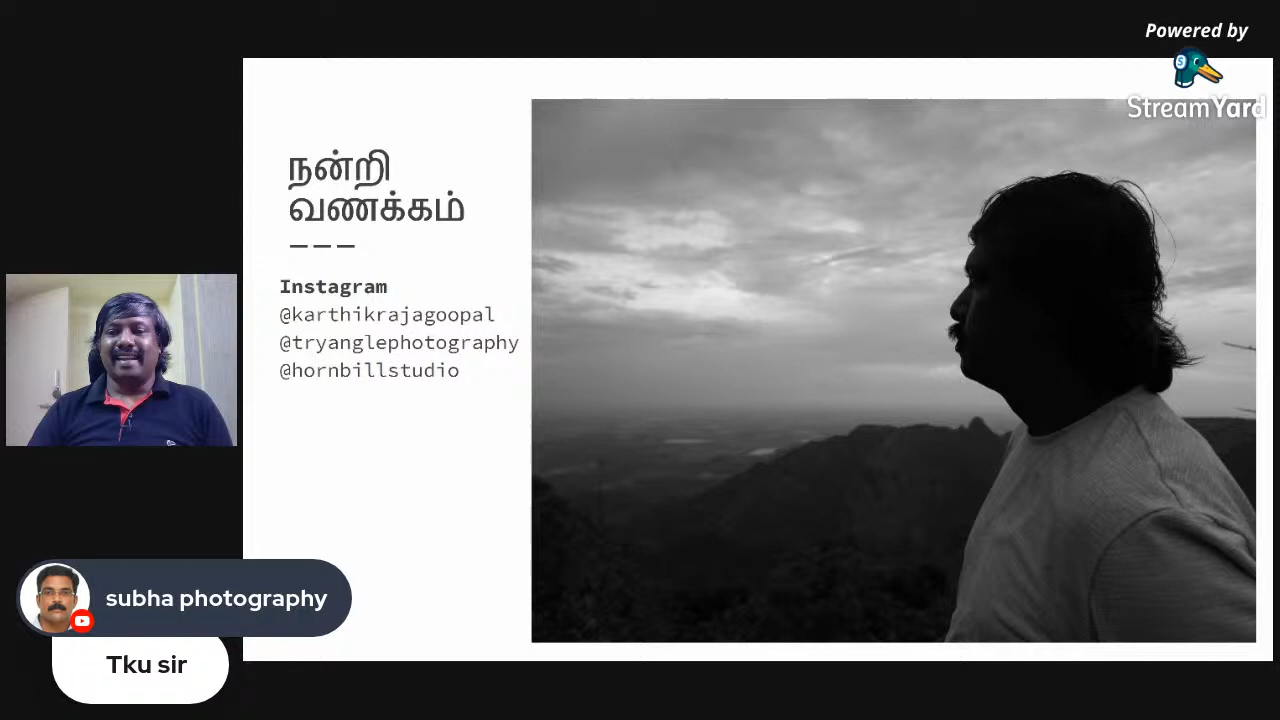 Powered by
StreamYard
நன்றி
வணக்கம்
---
Instagram
@karthikrajagoopal
@tryanglephotography
@hornbillstudio
subha photography
Tku sir